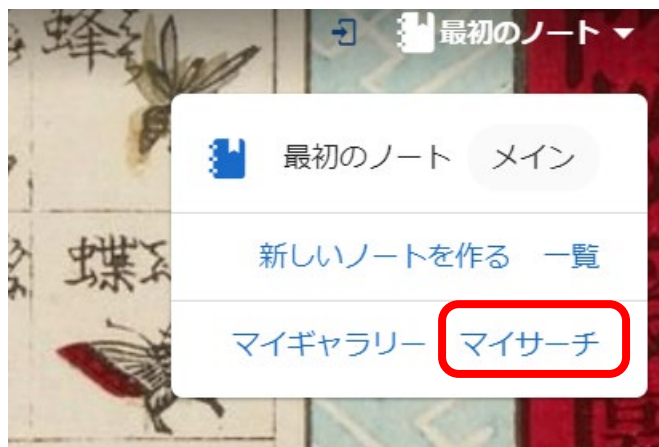 蜂
最初のノート
最初のノート メイン
新しいノートを作る 一覧
蝶
マイギャラリー マイサーチ